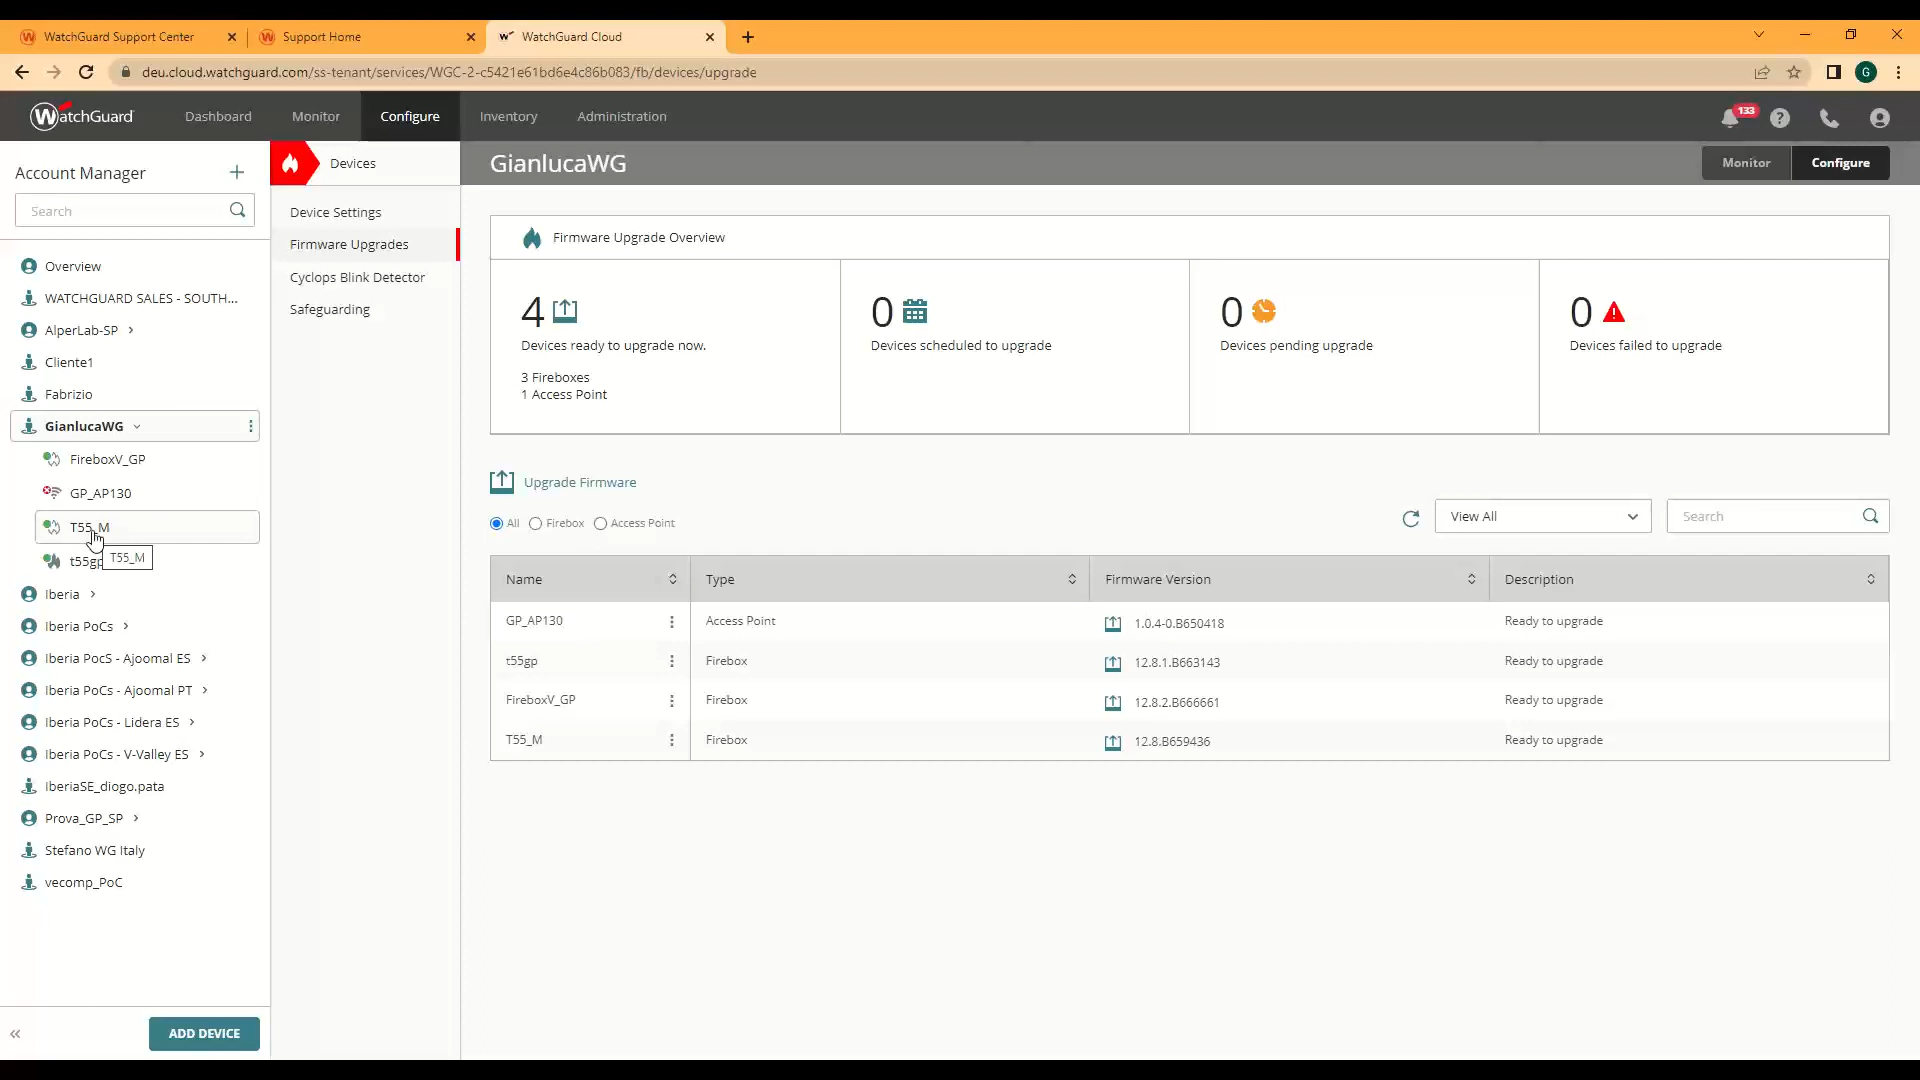 WatchGuard Support Center
Support Home
WatchGuard Cloud
deu.cloud.watchguard.com/ss-tenant/services/WGC-2-c5421e61bd6e4c86b083/fb/devices/upgrade
G
WatchGuard
Dashboard
Monitor
Configure
Inventory
Administration
133
Account Manager
Search
Overview
WATCHGUARD SALES - SOUTH...
AlperLab-SP
Cliente1
Fabrizio
GianlucaWG
FireboxV_GP
GP_AP130
T55_M
t55gp
T55_M
Iberia
Iberia PoCs
Iberia PocS - Ajoomal ES
Iberia PoCs - Ajoomal PT
Iberia PoCs - Lidera ES
Iberia PoCs - V-Valley ES
IberiaSE_diogo.pata
Prova_GP_SP
Stefano WG Italy
vecomp_PoC
ADD DEVICE
Devices
Device Settings
Firmware Upgrades
Cyclops Blink Detector
Safeguarding
GianlucaWG
Monitor
Configure
Firmware Upgrade Overview
4
Devices ready to upgrade now.
3 Fireboxes
1 Access Point
0
Devices scheduled to upgrade
0
Devices pending upgrade
0
Devices failed to upgrade
Upgrade Firmware
All Firebox Access Point
View All
Search
Name Type Firmware Version Description
GP_AP130 Access Point 1.0.4-0.B650418 Ready to upgrade
t55gp Firebox 12.8.1.B663143 Ready to upgrade
FireboxV_GP Firebox 12.8.2.B666661 Ready to upgrade
T55_M Firebox 12.8.B659436 Ready to upgrade